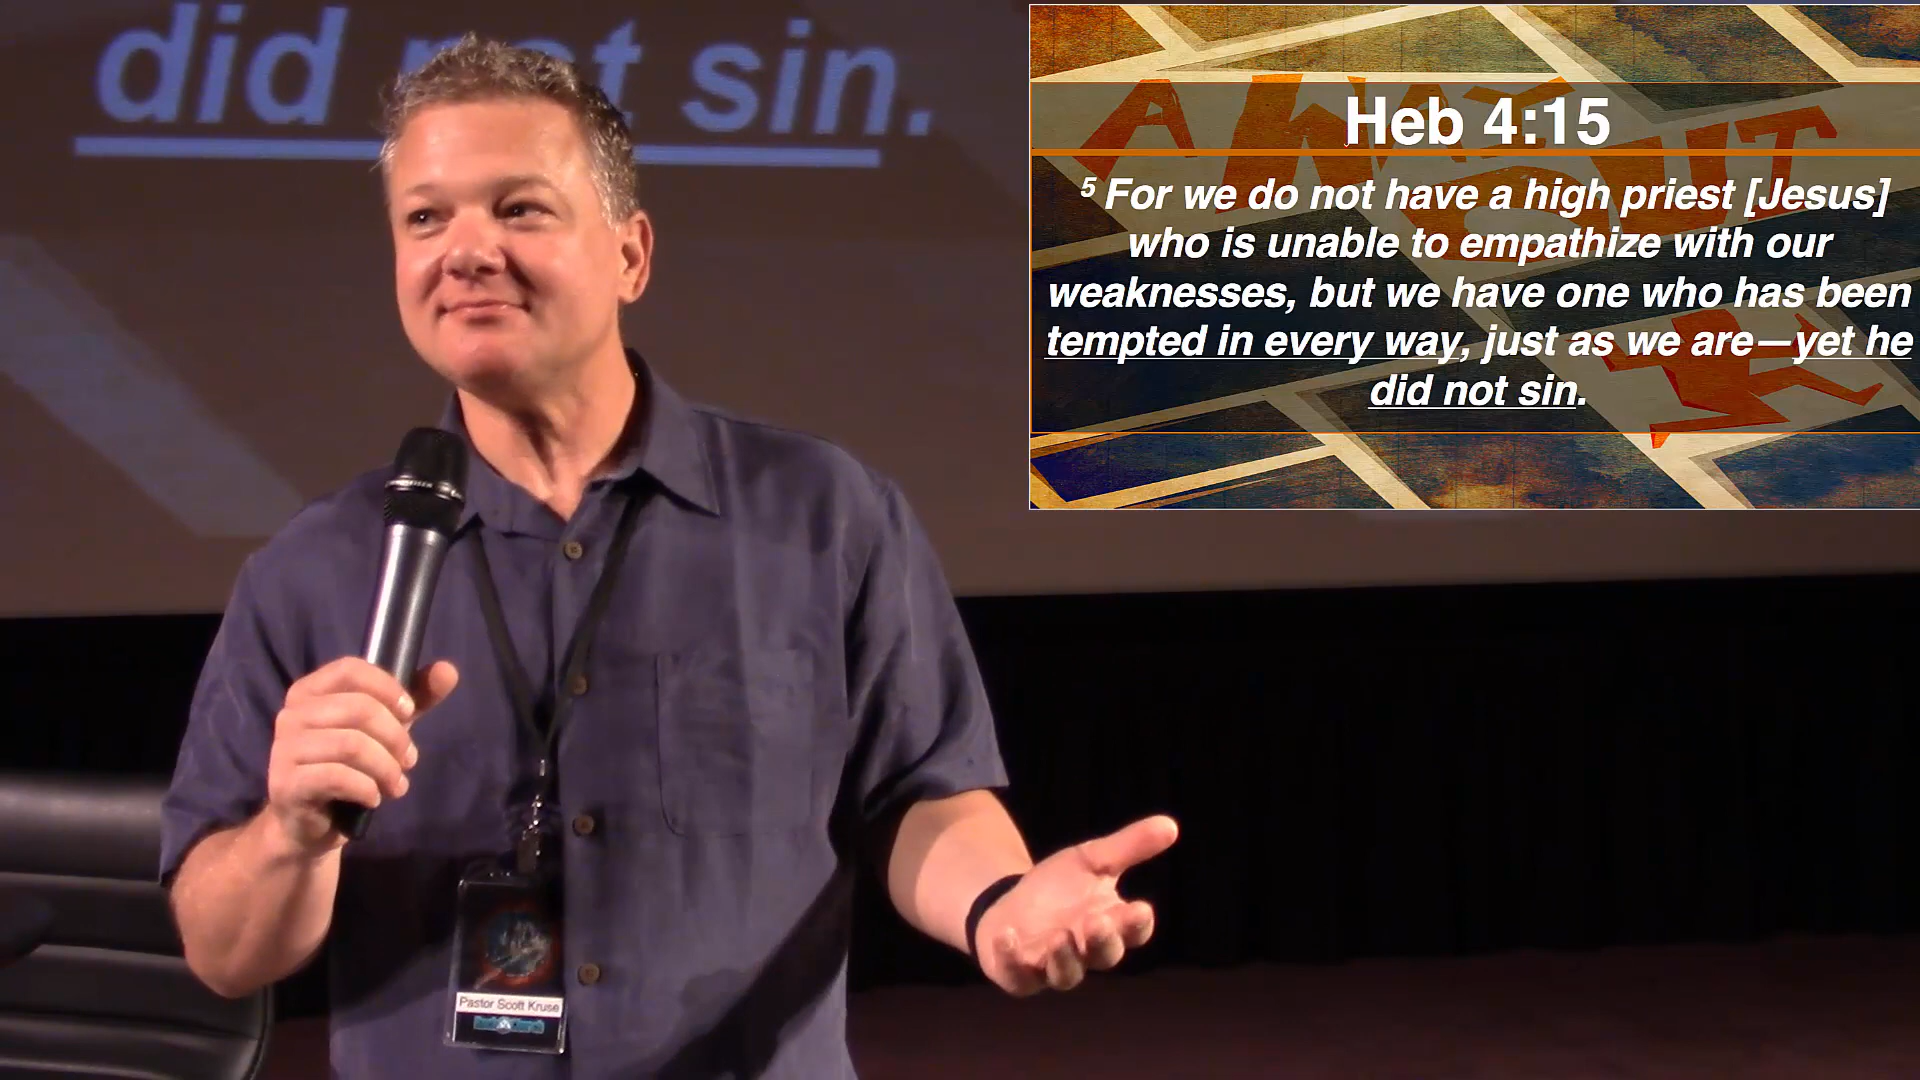 did not sin.
A WAY OUT
Heb 4:15
5 For we do not have a high priest [Jesus]
who is unable to empathize with our
weaknesses, but we have one who has been
tempted in every way, just as we are—yet he
did not sin.
Pastor Scott Kruse